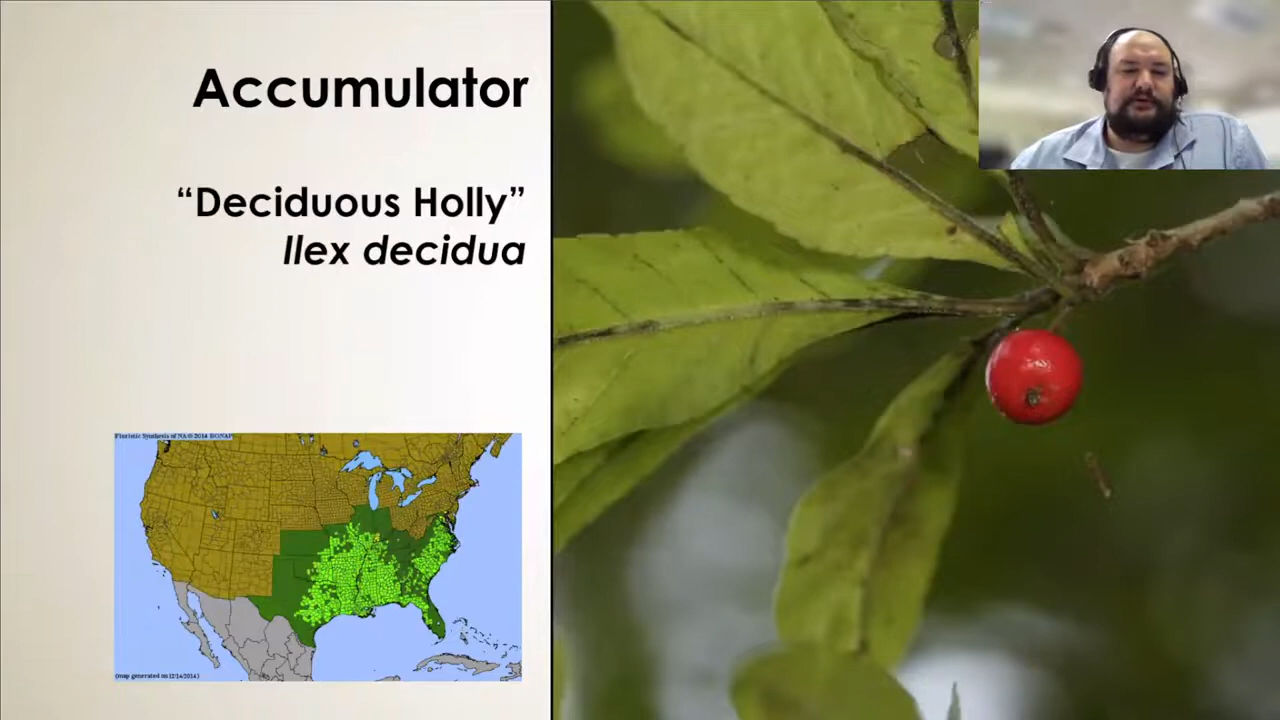 Accumulator
“Deciduous Holly”
Ilex decidua
Floristic Synthesis of NA © 2014 BONAP
(map generated on 12/14/2014)